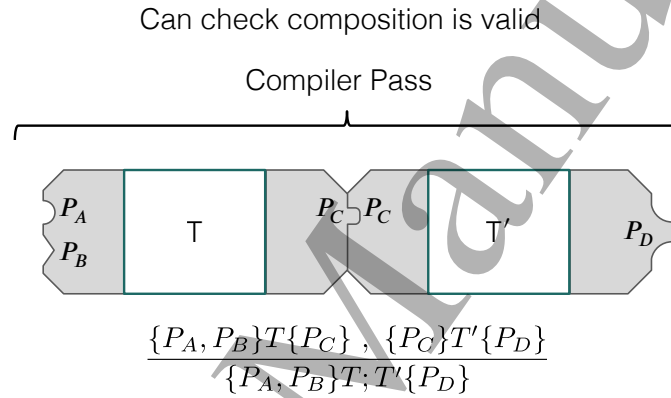 Can check composition is valid
Compiler Pass
P_A T P_C P_C T′ P_D
P_B
{P_A, P_B}T{P_C} , {P_C}T′{P_D}
{P_A, P_B}T; T′{P_D}
Manu